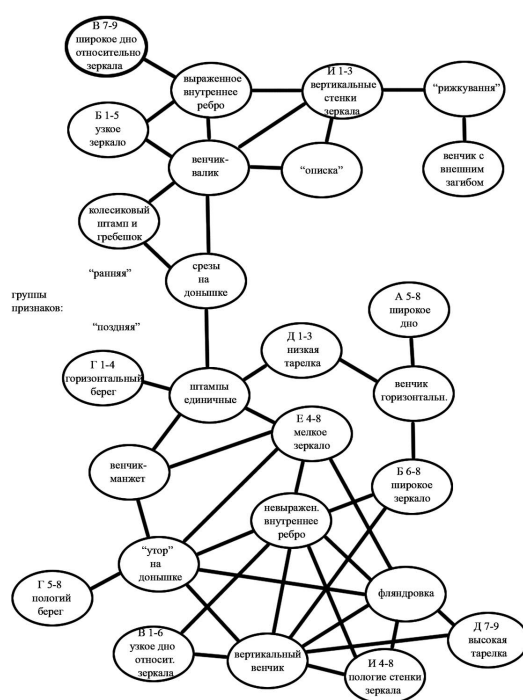 В 7-9
широкое дно
относительно
зеркала
выраженное
внутреннее
ребро
И 1-3
вертикальные
стенки
зеркала
“рижкування”
Б 1-5
узкое
зеркало
венчик-
валик
“описка”
венчик с
внешним
загибом
колесиковый
штамп и
гребешок
“ранняя”
срезы
на
донышке
группы
признаков:
“поздняя”
А 5-8
широкое
дно
Д 1-3
низкая
тарелка
Г 1-4
горизонтальный
берег
штампы
единичные
венчик
горизонтальн.
Е 4-8
мелкое
зеркало
венчик-
манжет
Б 6-8
широкое
зеркало
невыражен.
внутреннее
ребро
“утор”
на
донышке
Г 5-8
пологий
берег
фляндровка
В 1-6
узкое дно
относит.
зеркала
вертикальный
венчик
И 4-8
пологие стенки
зеркала
Д 7-9
высокая
тарелка